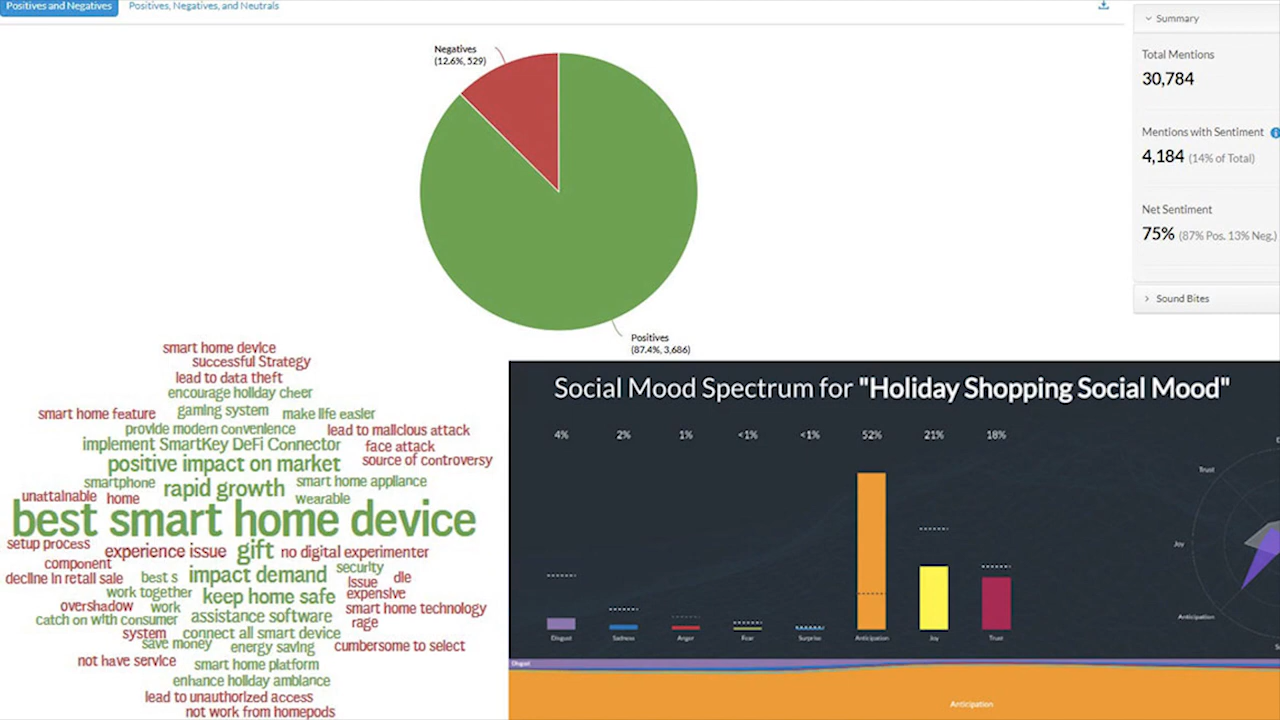 Positives and Negatives
Positives, Negatives, and Neutrals
Summary
Total Mentions
30,784
Mentions with Sentiment
4,184 (14% of Total)
Net Sentiment
75% (87% Pos. 13% Neg.)
Sound Bites
Negatives
(12.6%, 529)
Positives
(87.4%, 3,686)
smart home device
successful Strategy
lead to data theft
encourage holiday cheer
smart home feature
gaming system
make life easier
provide modern convenience
lead to malicious attack
implement SmartKey DeFi Connector
face attack
positive impact on market
source of controversy
smartphone
rapid growth
smart home appliance
unattainable
home
wearable
best smart home device
setup process
experience issue
gift
no digital experimenter
component
security
decline in retail sale
best s
impact demand
issue
die
work together
keep home safe
expensive
overshadow
work
smart home technology
catch on with consumer
assistance software
rage
system
connect all smart device
save money
energy saving
cumbersome to select
not have service
smart home platform
enhance holiday ambiance
lead to unauthorized access
not work from homepods
Social Mood Spectrum for "Holiday Shopping Social Mood"
4%
2%
1%
<1%
<1%
52%
21%
18%
Disgust
Sadness
Anger
Fear
Surprise
Anticipation
Joy
Trust
Trust
Joy
Anticipation
Disgust
Anticipation